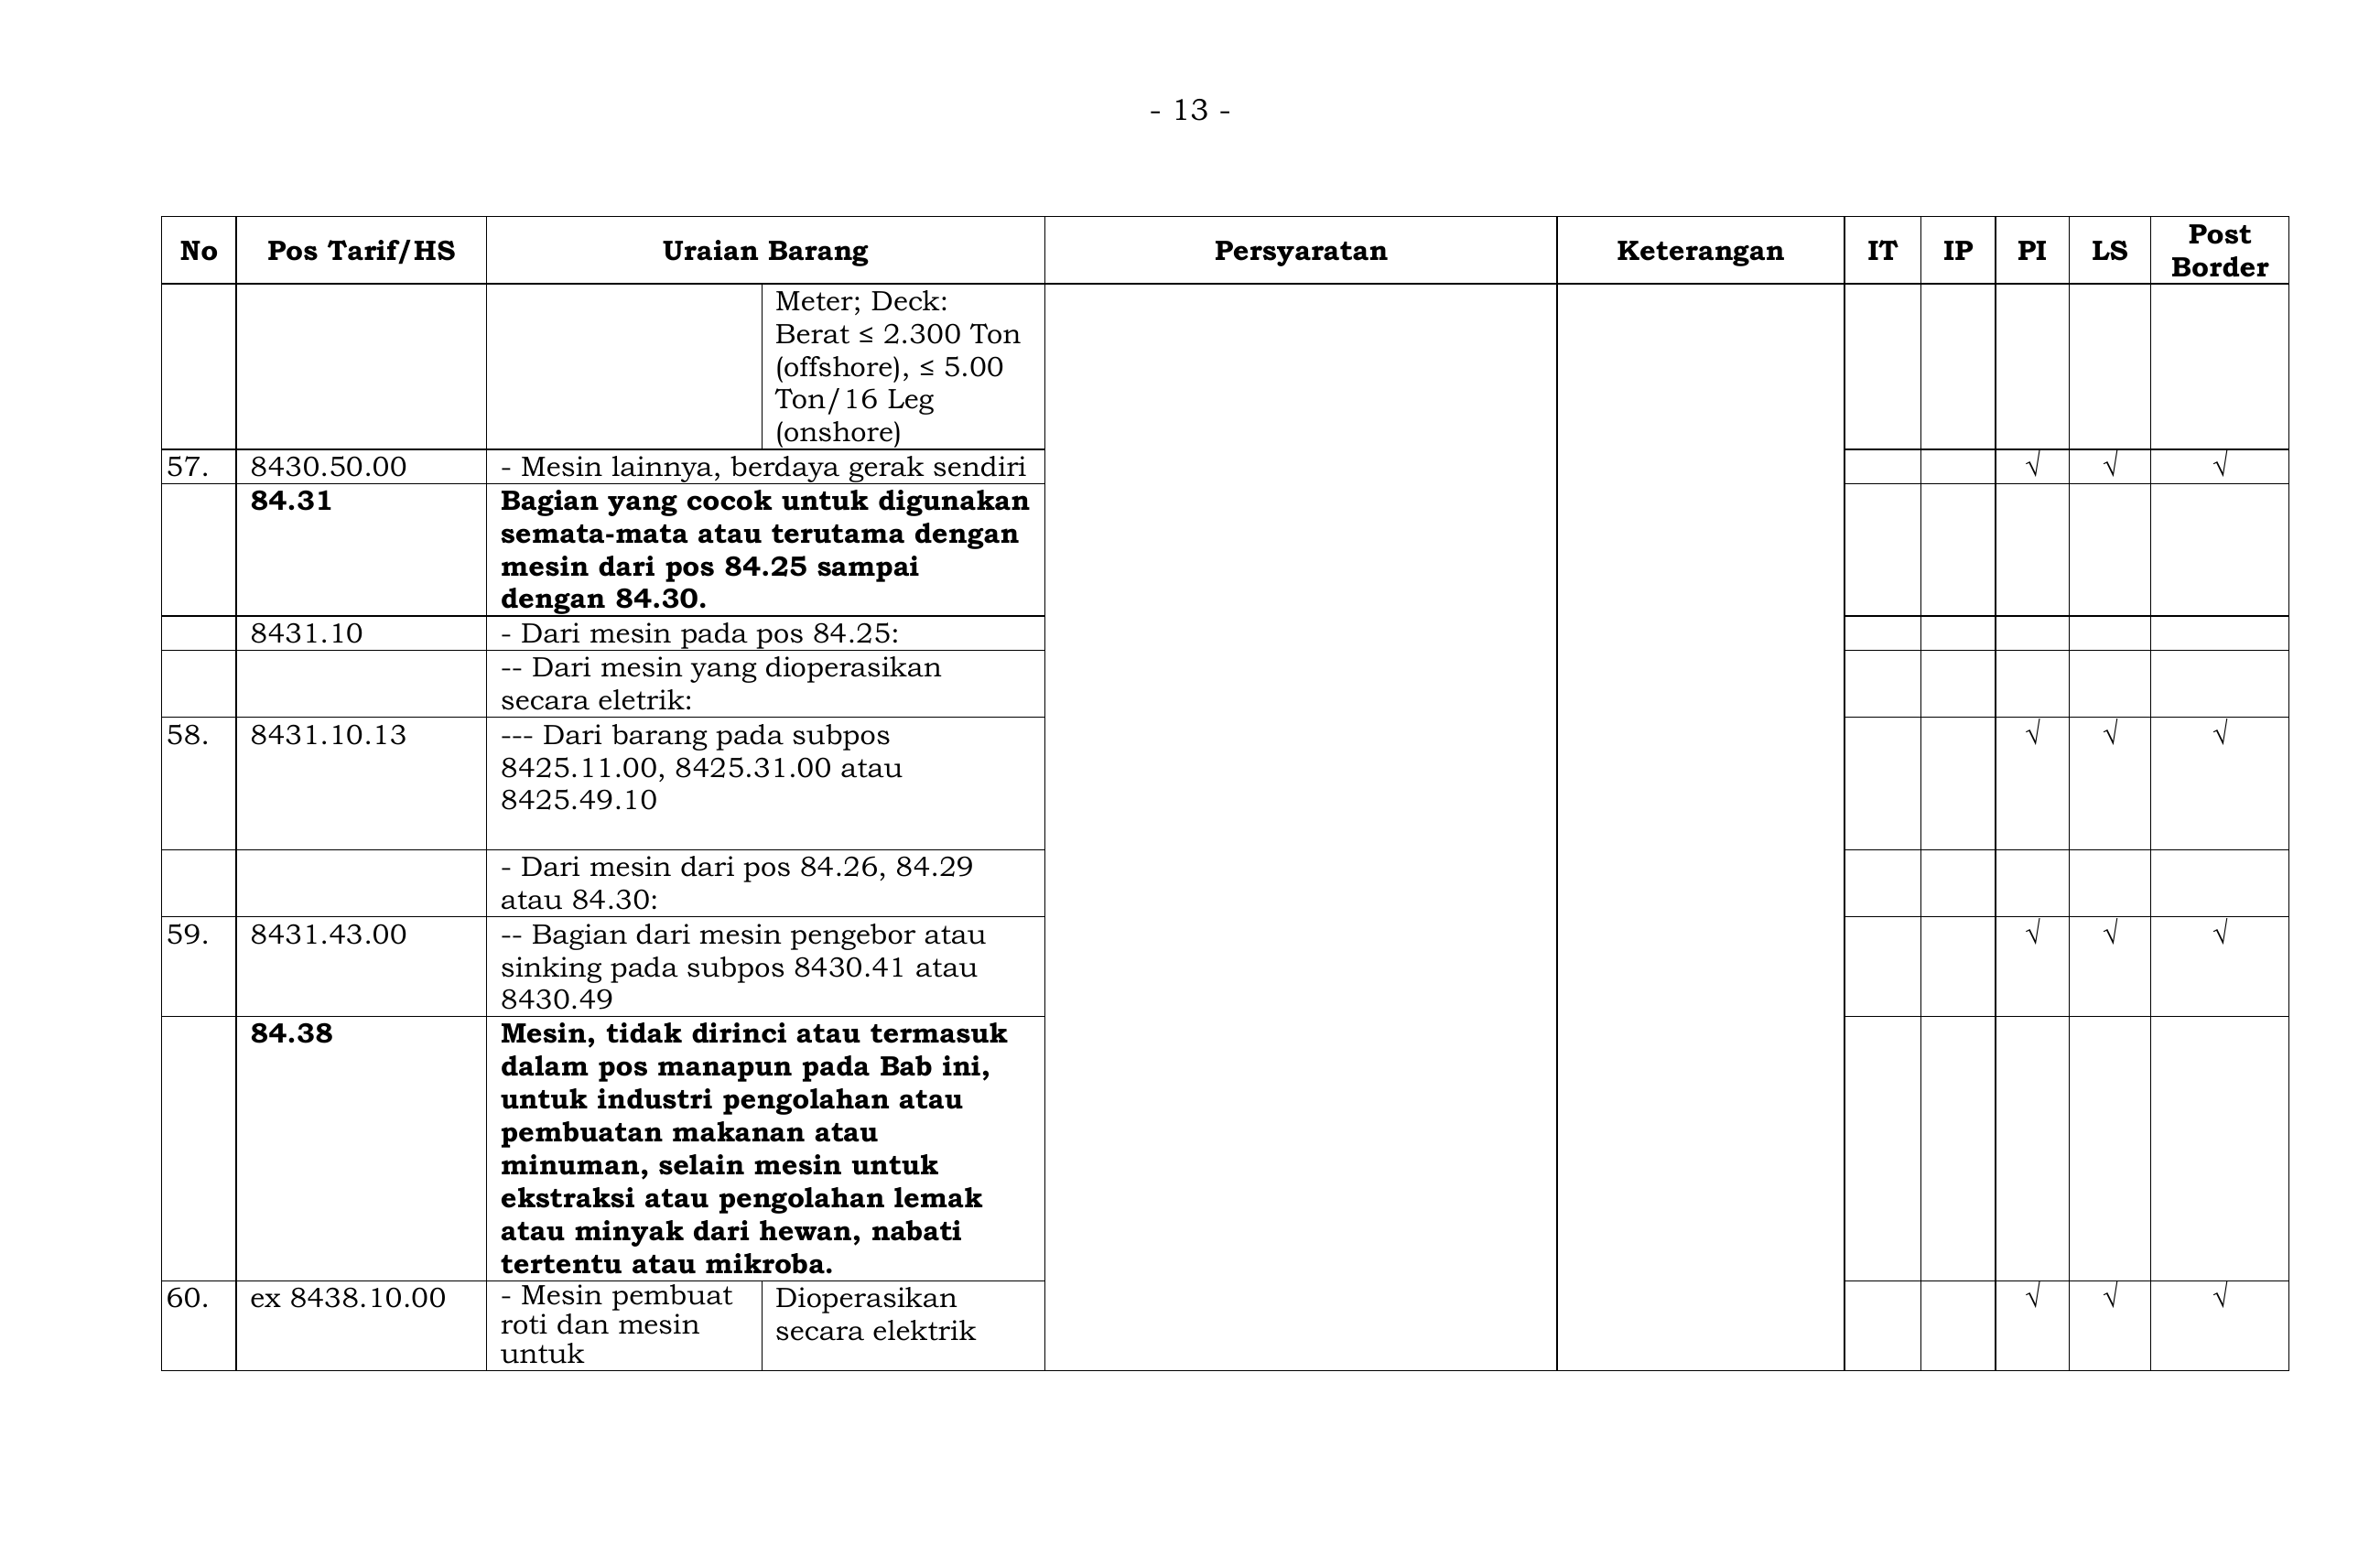 - 13 -
No Pos Tarif/HS Uraian Barang Persyaratan Keterangan IT IP PI LS Post Border
Meter; Deck:
Berat ≤ 2.300 Ton
(offshore), ≤ 5.00
Ton/16 Leg
(onshore)
57. 8430.50.00 - Mesin lainnya, berdaya gerak sendiri √ √ √
84.31 Bagian yang cocok untuk digunakan
semata-mata atau terutama dengan
mesin dari pos 84.25 sampai
dengan 84.30.
8431.10 - Dari mesin pada pos 84.25:
-- Dari mesin yang dioperasikan
secara eletrik:
58. 8431.10.13 --- Dari barang pada subpos √ √ √
8425.11.00, 8425.31.00 atau
8425.49.10
- Dari mesin dari pos 84.26, 84.29
atau 84.30:
59. 8431.43.00 -- Bagian dari mesin pengebor atau √ √ √
sinking pada subpos 8430.41 atau
8430.49
84.38 Mesin, tidak dirinci atau termasuk
dalam pos manapun pada Bab ini,
untuk industri pengolahan atau
pembuatan makanan atau
minuman, selain mesin untuk
ekstraksi atau pengolahan lemak
atau minyak dari hewan, nabati
tertentu atau mikroba.
60. ex 8438.10.00 - Mesin pembuat Dioperasikan √ √ √
roti dan mesin secara elektrik
untuk